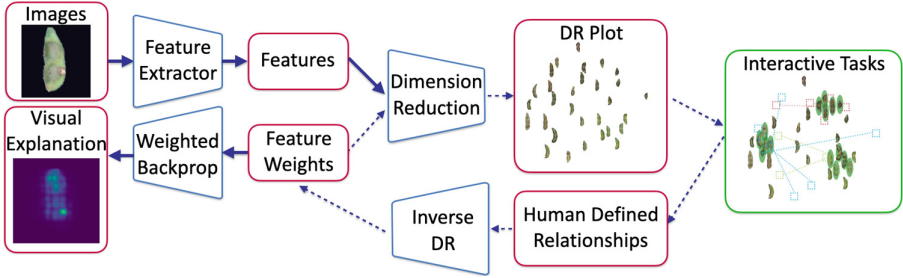 Images
Feature
Extractor
Features
Dimension
Reduction
DR Plot
Interactive Tasks
Visual
Explanation
Weighted
Backprop
Feature
Weights
Inverse
DR
Human Defined
Relationships